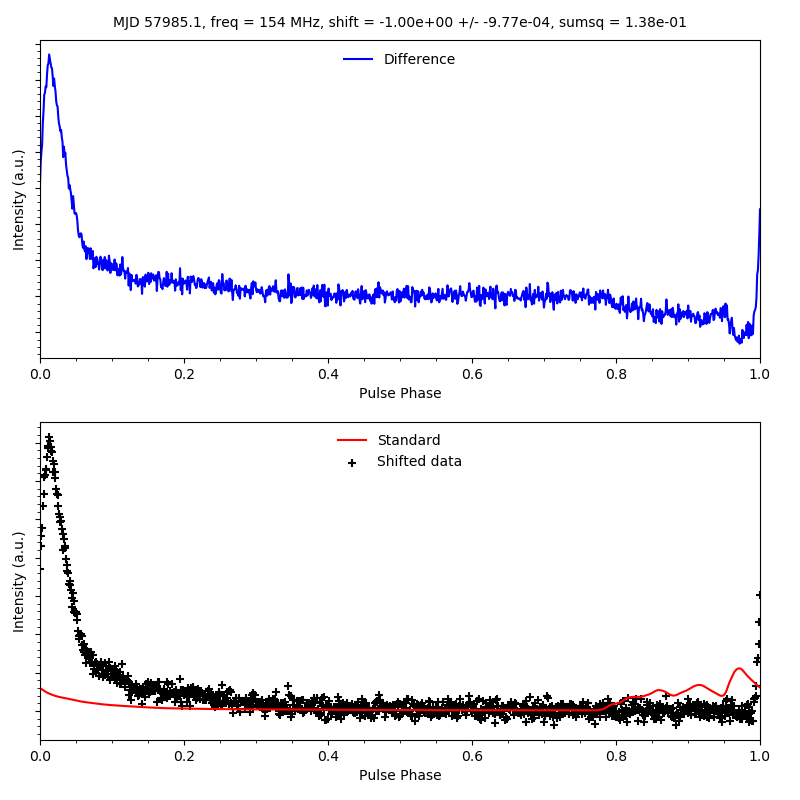 MJD 57985.1, freq = 154 MHz, shift = -1.00e+00 +/- -9.77e-04, sumsq = 1.38e-01
Difference
Intensity (a.u.)
0.0 0.2 0.4 0.6 0.8 1.0
Pulse Phase
Standard
Shifted data
Intensity (a.u.)
0.0 0.2 0.4 0.6 0.8 1.0
Pulse Phase